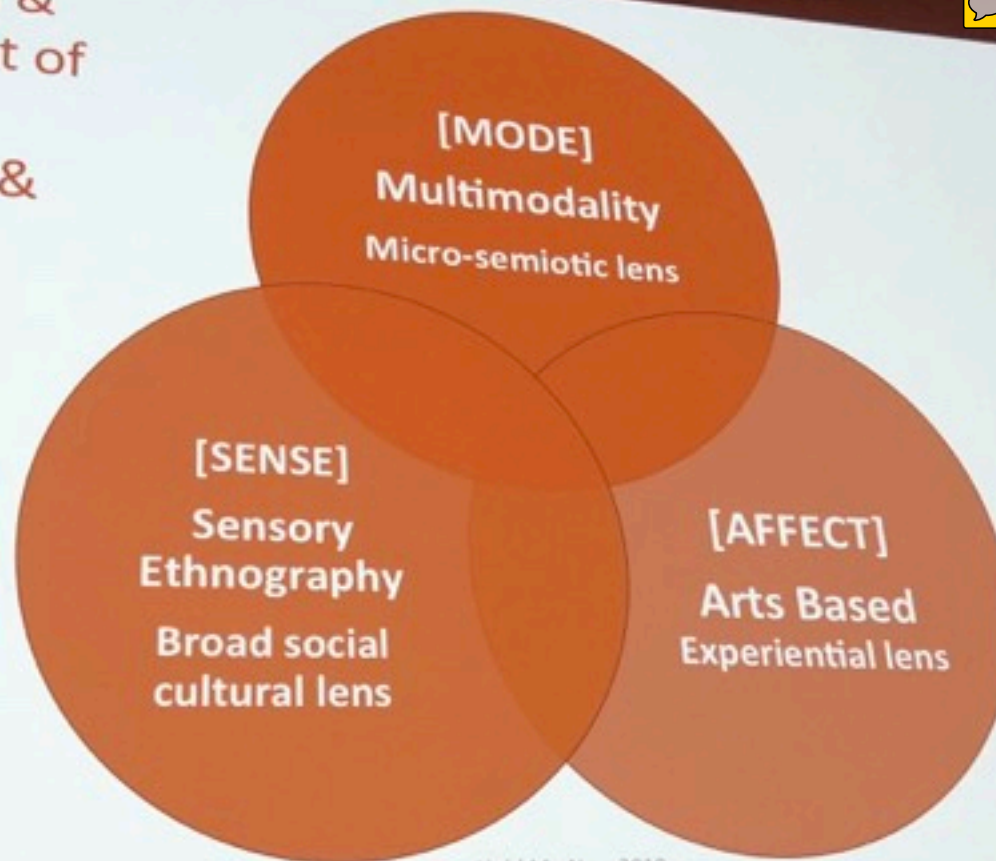 &
t of
&
[MODE]
Multimodality
Micro-semiotic lens
[SENSE]
Sensory
Ethnography
Broad social
cultural lens
[AFFECT]
Arts Based
Experiential lens